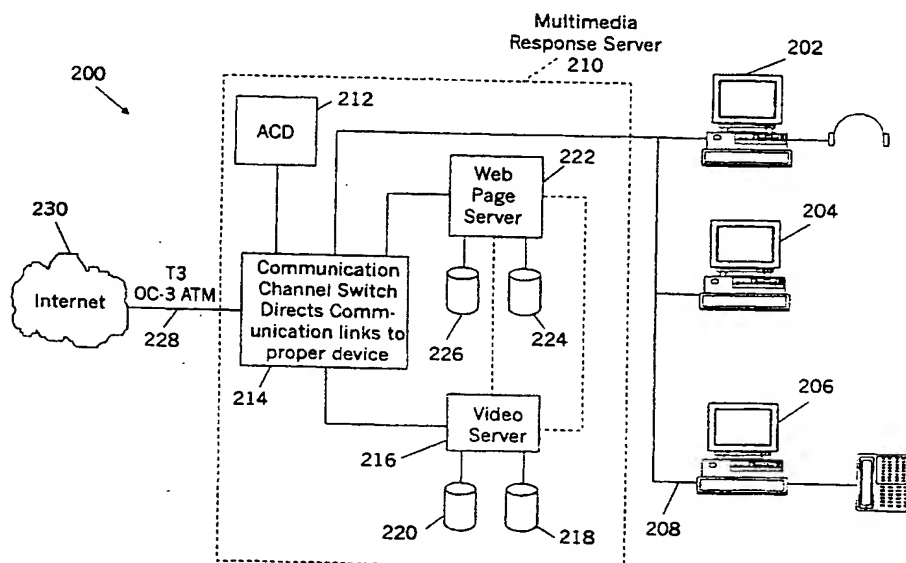 Multimedia
Response Server
210
200
212
ACD
222
Web
Page
Server
226
224
230
Internet
T3
OC-3 ATM
228
Communication
Channel Switch
Directs Comm-
unication links to
proper device
214
Video
Server
216
220
218
202
204
206
208